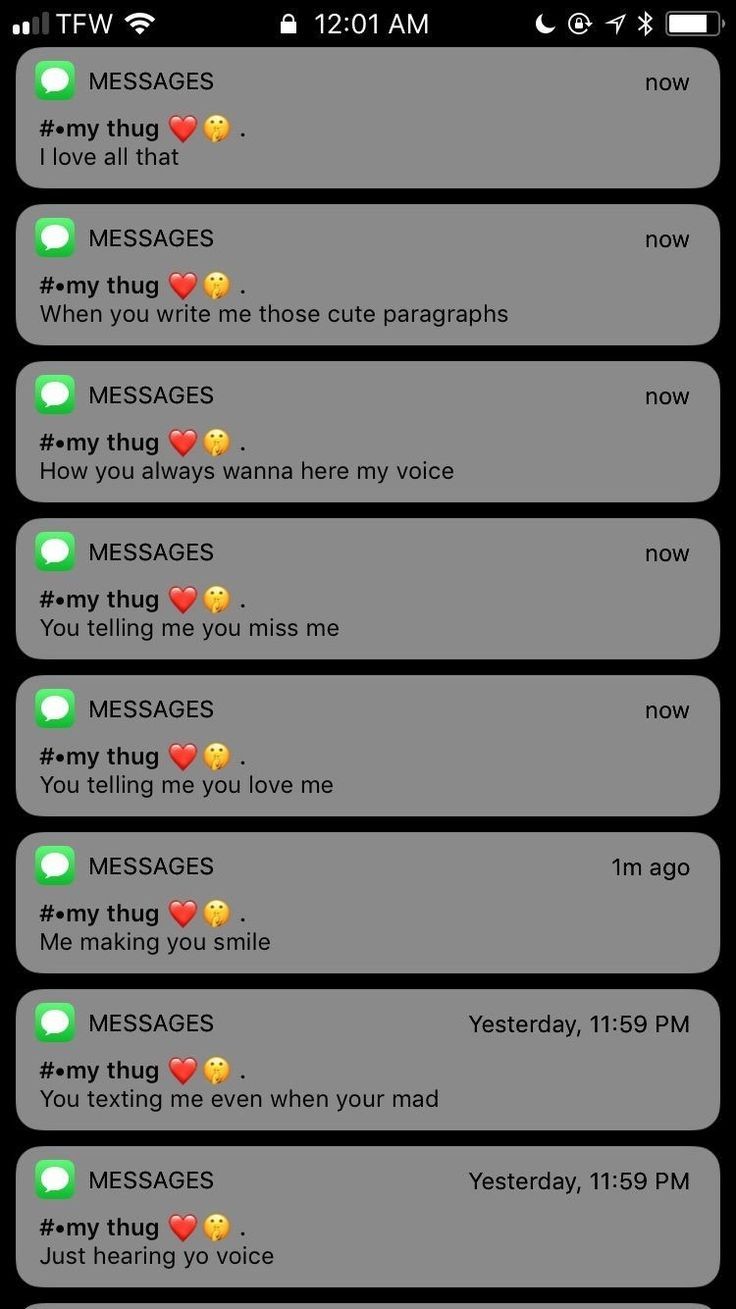 TFW 12:01 AM
MESSAGES now
#•my thug ❤️🤫 .
I love all that
MESSAGES now
#•my thug ❤️🤫 .
When you write me those cute paragraphs
MESSAGES now
#•my thug ❤️🤫 .
How you always wanna here my voice
MESSAGES now
#•my thug ❤️🤫 .
You telling me you miss me
MESSAGES now
#•my thug ❤️🤫 .
You telling me you love me
MESSAGES 1m ago
#•my thug ❤️🤫 .
Me making you smile
MESSAGES Yesterday, 11:59 PM
#•my thug ❤️🤫 .
You texting me even when your mad
MESSAGES Yesterday, 11:59 PM
#•my thug ❤️🤫 .
Just hearing yo voice